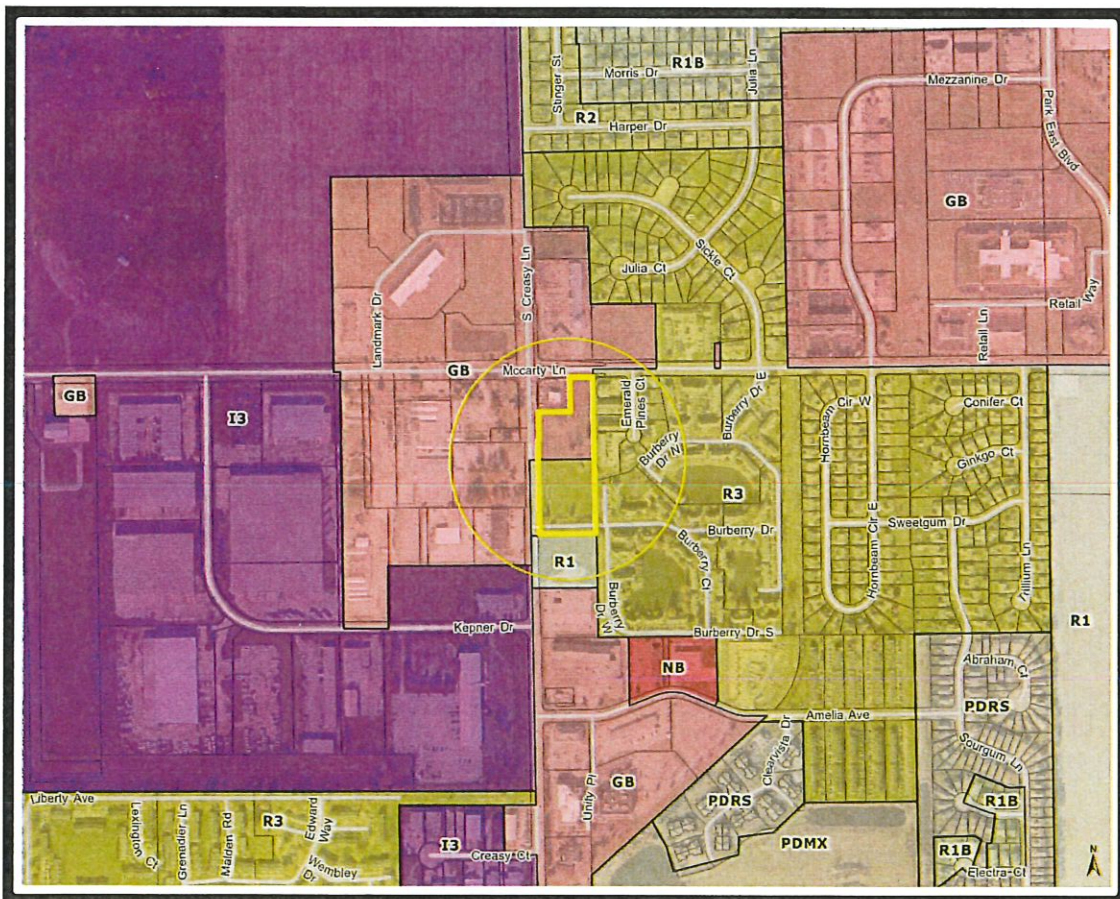 R1B
Morris Dr
Stinger St
Julia Ln
R2
Harper Dr
Mezzanine Dr
Park East Blvd
GB
Sickle Ct
Julia Ct
S Creasy Ln
Landmark Dr
Retail Ln
Retail Way
Mccarty Ln
GB
GB
I3
Emerald
Pines Ct
Burberry Dr E
Burberry
Dr N
R3
Hornbeam Cir W
Conifer Ct
Ginkgo Ct
Burberry Dr
Sweetgum Dr
Hornbeam Cir E
Trillium Ln
Burberry Ct
R1
Burberry
Dr W
Kepner Dr
Burberry Dr S
R1
NB
Abraham Ct
PDRS
Amelia Ave
Clearvista Dr
Sourgum Ln
Unity Pl
GB
PDRS
R1B
PDMX
R1B
Electra Ct
Liberty Ave
Lexington
Ct
Grenadier Ln
Malden Rd
R3
Edward
Way
Wembley
Dr
I3
Creasy Ct
N